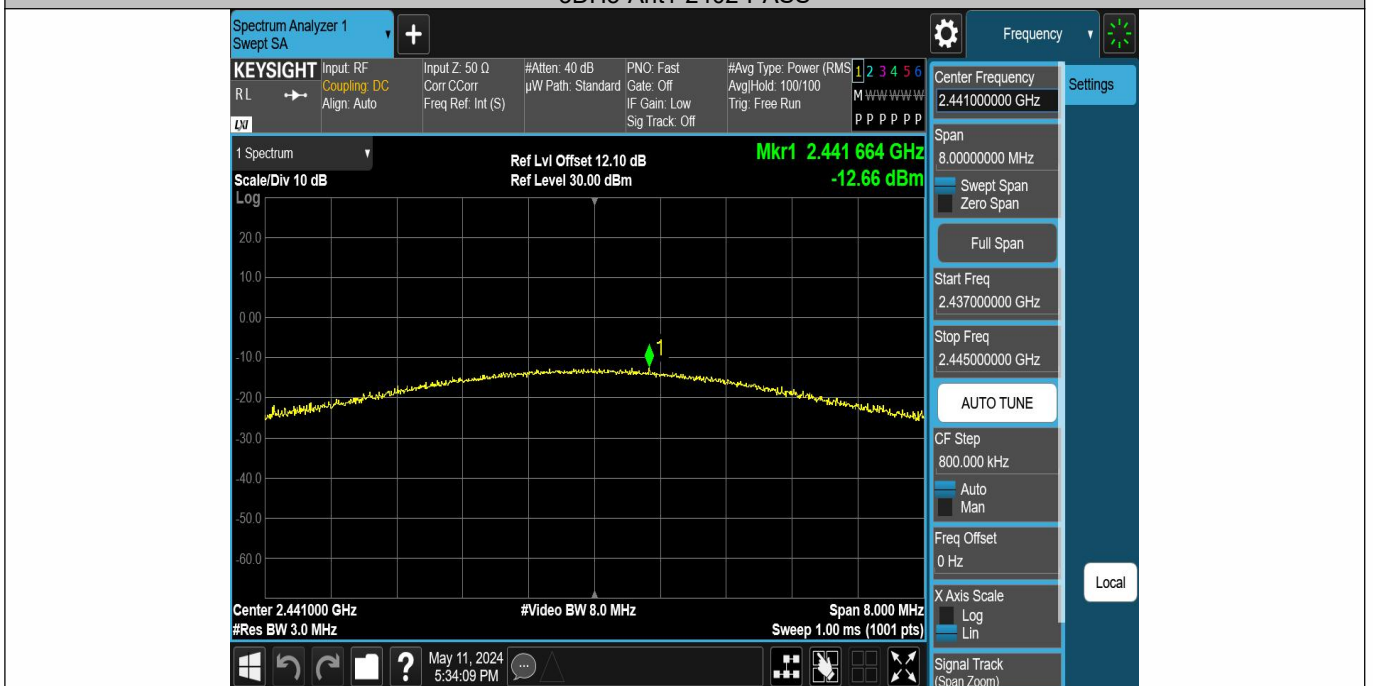 Spectrum Analyzer 1
Swept SA
+
Frequency
KEYSIGHT
RL
LXI
Input: RF
Coupling: DC
Align: Auto
Input Z: 50 Ω
Corr CCorr
Freq Ref: Int (S)
#Atten: 40 dB
µW Path: Standard
PNO: Fast
Gate: Off
IF Gain: Low
Sig Track: Off
#Avg Type: Power (RMS
Avg|Hold: 100/100
Trig: Free Run
1 2 3 4 5 6
M W W W W W
P P P P P P
1 Spectrum
Scale/Div 10 dB
Ref Lvl Offset 12.10 dB
Ref Level 30.00 dBm
Mkr1 2.441 664 GHz
-12.66 dBm
Log
20.0
10.0
0.00
-10.0
-20.0
-30.0
-40.0
-50.0
-60.0
1
Center 2.441000 GHz
#Res BW 3.0 MHz
#Video BW 8.0 MHz
Span 8.000 MHz
Sweep 1.00 ms (1001 pts)
?
May 11, 2024
5:34:09 PM
Center Frequency
2.441000000 GHz
Span
8.00000000 MHz
Swept Span
Zero Span
Full Span
Start Freq
2.437000000 GHz
Stop Freq
2.445000000 GHz
AUTO TUNE
CF Step
800.000 kHz
Auto
Man
Freq Offset
0 Hz
X Axis Scale
Log
Lin
Signal Track
(Span Zoom)
Settings
Local